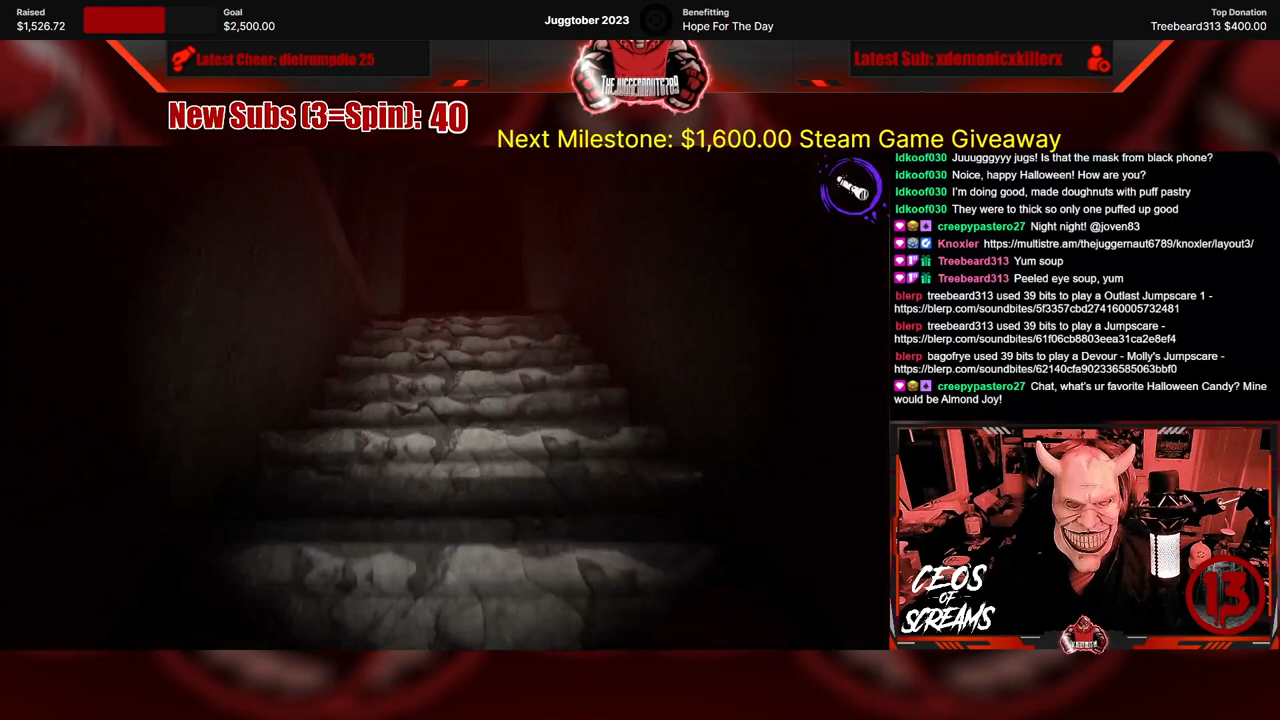 Raised
$1,526.72
Goal
$2,500.00
Juggtober 2023
Benefitting
Hope For The Day
Top Donation
Treebeard313 $400.00
Latest Cheer: dietrumpdie 25
THEJUGGERNAUT6789
Latest Sub: xdemonicxkillerx
New Subs (3=Spin): 40
Next Milestone: $1,600.00 Steam Game Giveaway
Idkoof030 Juuugggyyy jugs! Is that the mask from black phone?
Idkoof030 Noice, happy Halloween! How are you?
Idkoof030 I'm doing good, made doughnuts with puff pastry
Idkoof030 They were to thick so only one puffed up good
creepypastero27 Night night! @joven83
Knoxler https://multistre.am/thejuggernaut6789/knoxler/layout3/
Treebeard313 Yum soup
Treebeard313 Peeled eye soup, yum
blerp treebeard313 used 39 bits to play a Outlast Jumpscare 1 -
https://blerp.com/soundbites/5f3357cbd274160005732481
blerp treebeard313 used 39 bits to play a Jumpscare -
https://blerp.com/soundbites/61f06cb8803eea31ca2e8ef4
blerp bagofrye used 39 bits to play a Devour - Molly's Jumpscare -
https://blerp.com/soundbites/62140cfa902336585063bbf0
creepypastero27 Chat, what's ur favorite Halloween Candy? Mine
would be Almond Joy!
CEOS
OF
SCREAMS
13